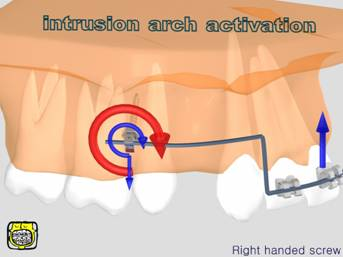 intrusion arch activation
Right handed screw